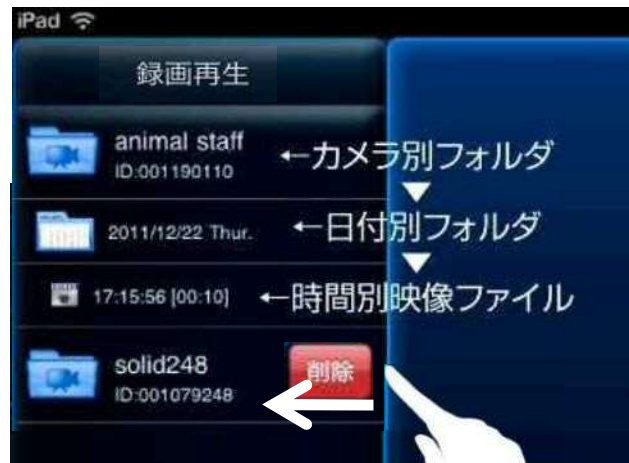 iPad
録画再生
animal staff
ID:001190110
←カメラ別フォルダ
2011/12/22 Thur.
←日付別フォルダ
17:15:56 [00:10]
←時間別映像ファイル
solid248
ID:001079248
削除